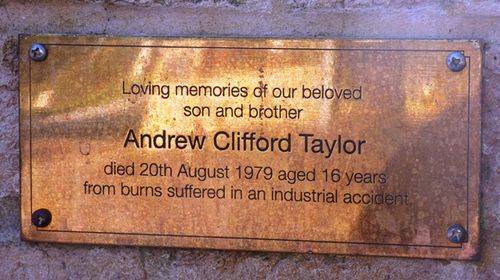 Loving memories of our beloved
son and brother
Andrew Clifford Taylor
died 20th August 1979 aged 16 years
from burns suffered in an industrial accident